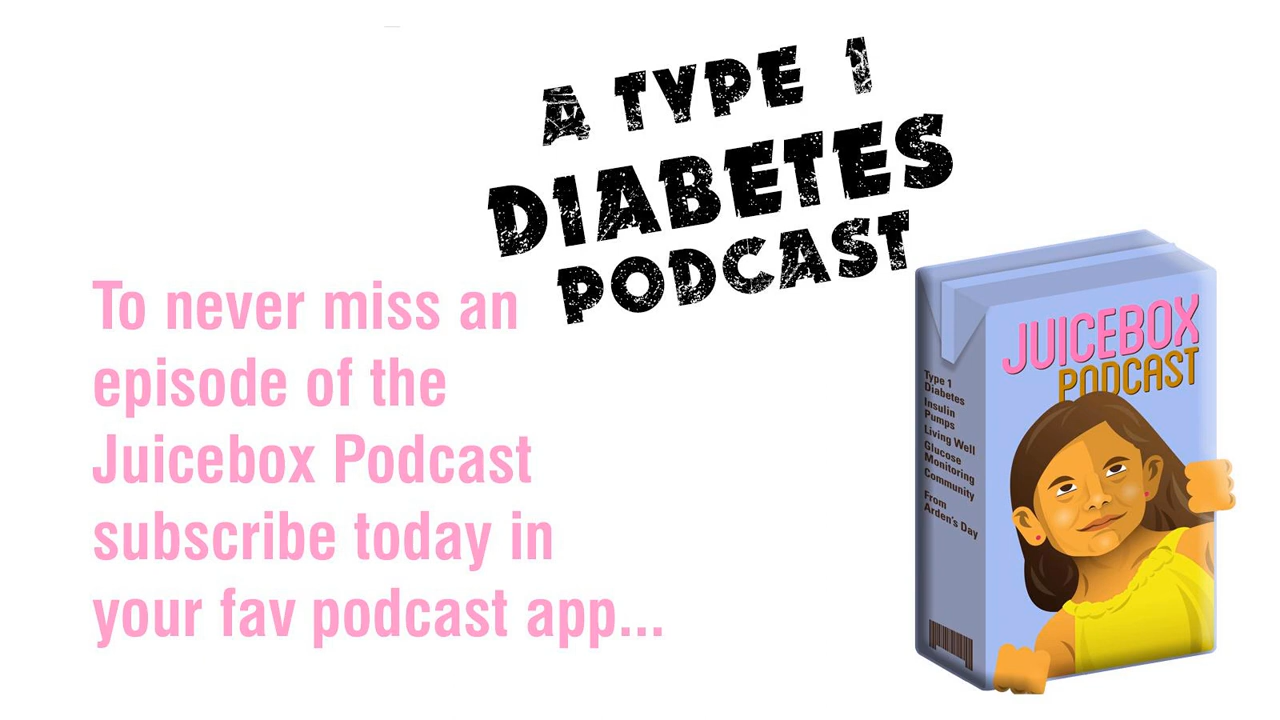 A TYPE 1
DIABETES
PODCAST
To never miss an
episode of the
Juicebox Podcast
subscribe today in
your fav podcast app...
JUICEBOX
PODCAST
Type 1
Diabetes
Insulin
Pumps
Living Well
Glucose
Monitoring
Community
From
Arden's Day